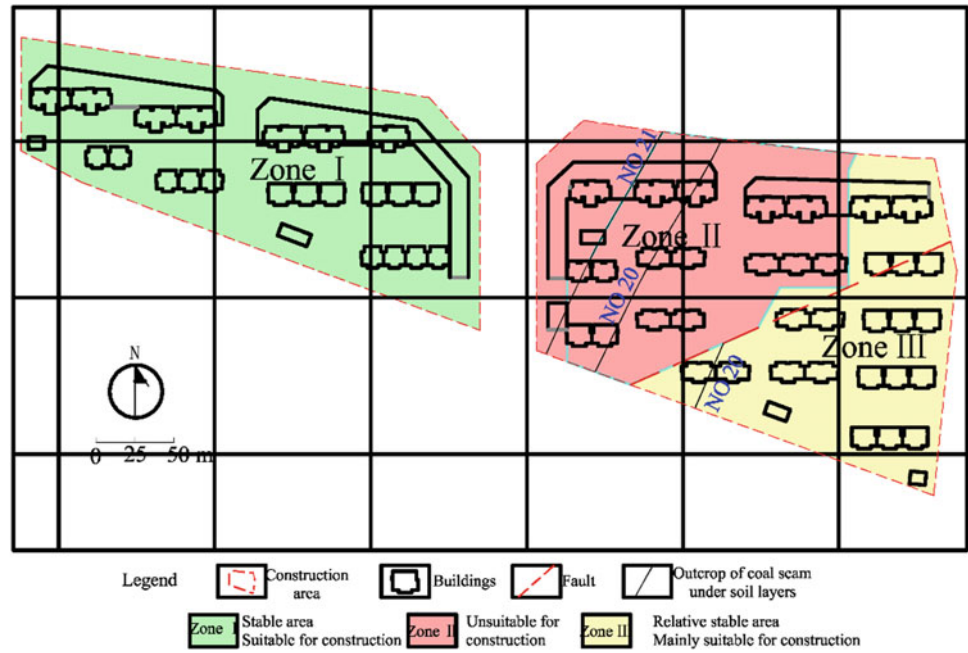 NO 21
Zone I
Zone II
NO 20
Zone III
N
NO 20
0 25 50 m
Legend
Construction area
Buildings
Fault
Outcrop of coal seam
under soil layers
Zone I
Stable area
Suitable for construction
Zone II
Unsuitable for
construction
Zone II
Relative stable area
Mainly suitable for construction